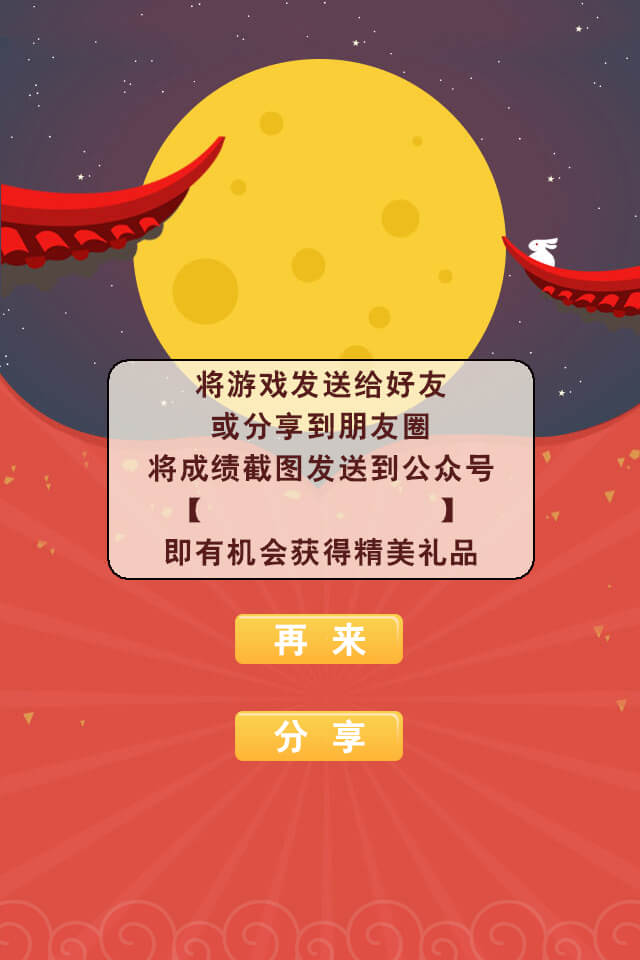 将游戏发送给好友
或分享到朋友圈
将成绩截图发送到公众号
【 】
即有机会获得精美礼品
再 来
分 享